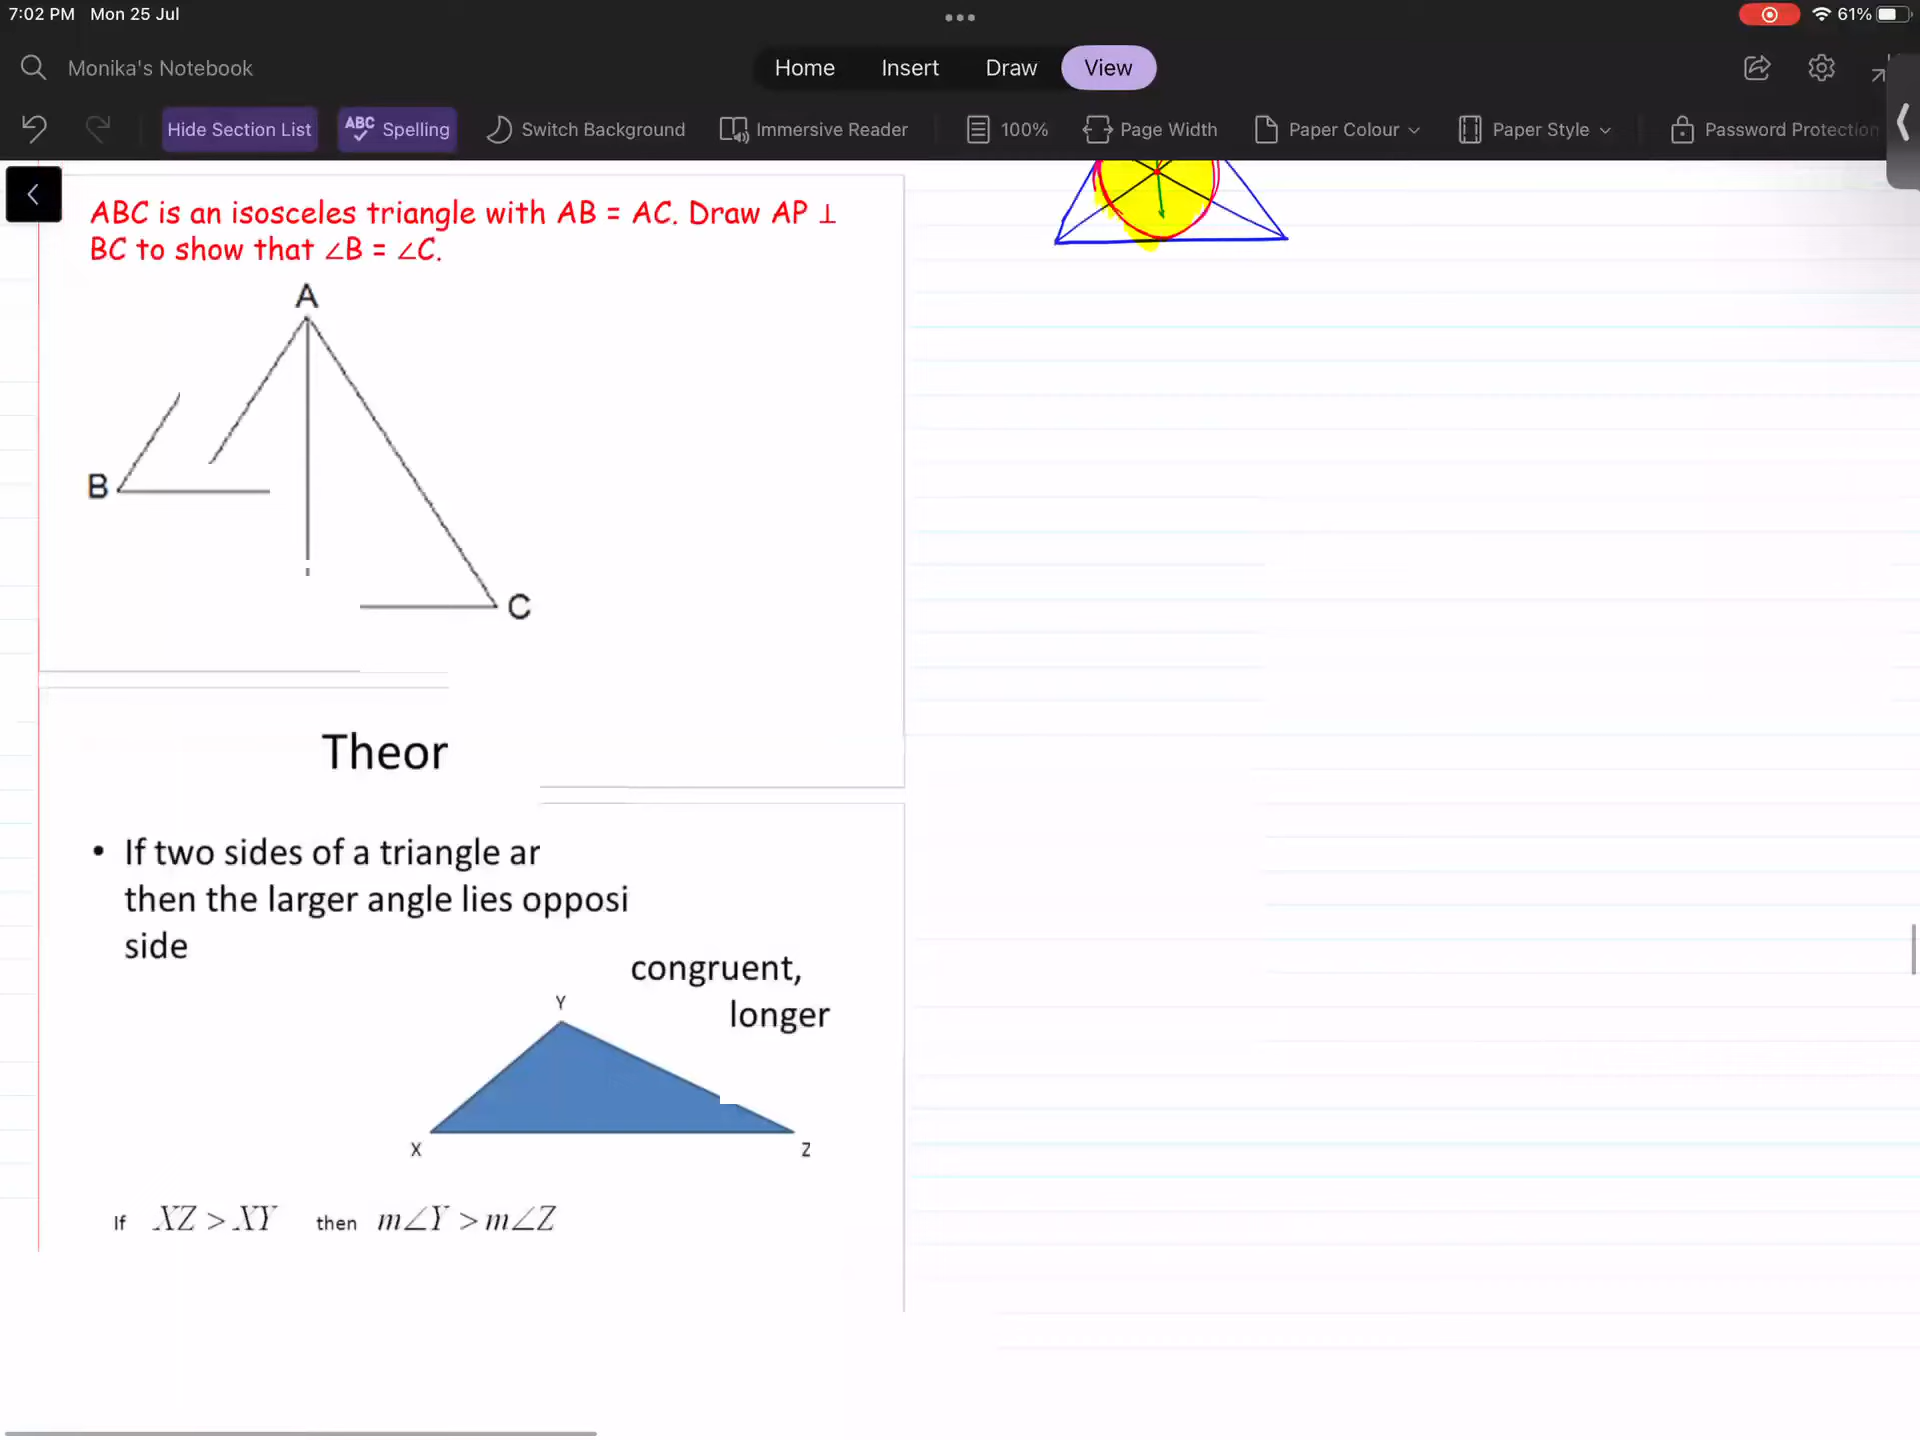 7:02 PM Mon 25 Jul
61%
Monika's Notebook
Home Insert Draw View
Hide Section List ABC Spelling Switch Background Immersive Reader 100% Page Width Paper Colour Paper Style Password Protection
ABC is an isosceles triangle with AB = AC. Draw AP ⊥
BC to show that ∠B = ∠C.
A
B
C
Theor
• If two sides of a triangle ar
then the larger angle lies opposi
side
congruent,
longer
Y
X
Z
If XZ > XY then m∠Y > m∠Z